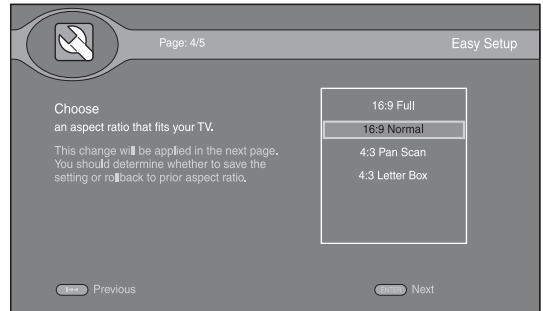 Page: 4/5
Easy Setup
Choose
an aspect ratio that fits your TV.
This change will be applied in the next page.
You should determine whether to save the
setting or rollback to prior aspect ratio.
16:9 Full
16:9 Normal
4:3 Pan Scan
4:3 Letter Box
Previous
ENTER Next